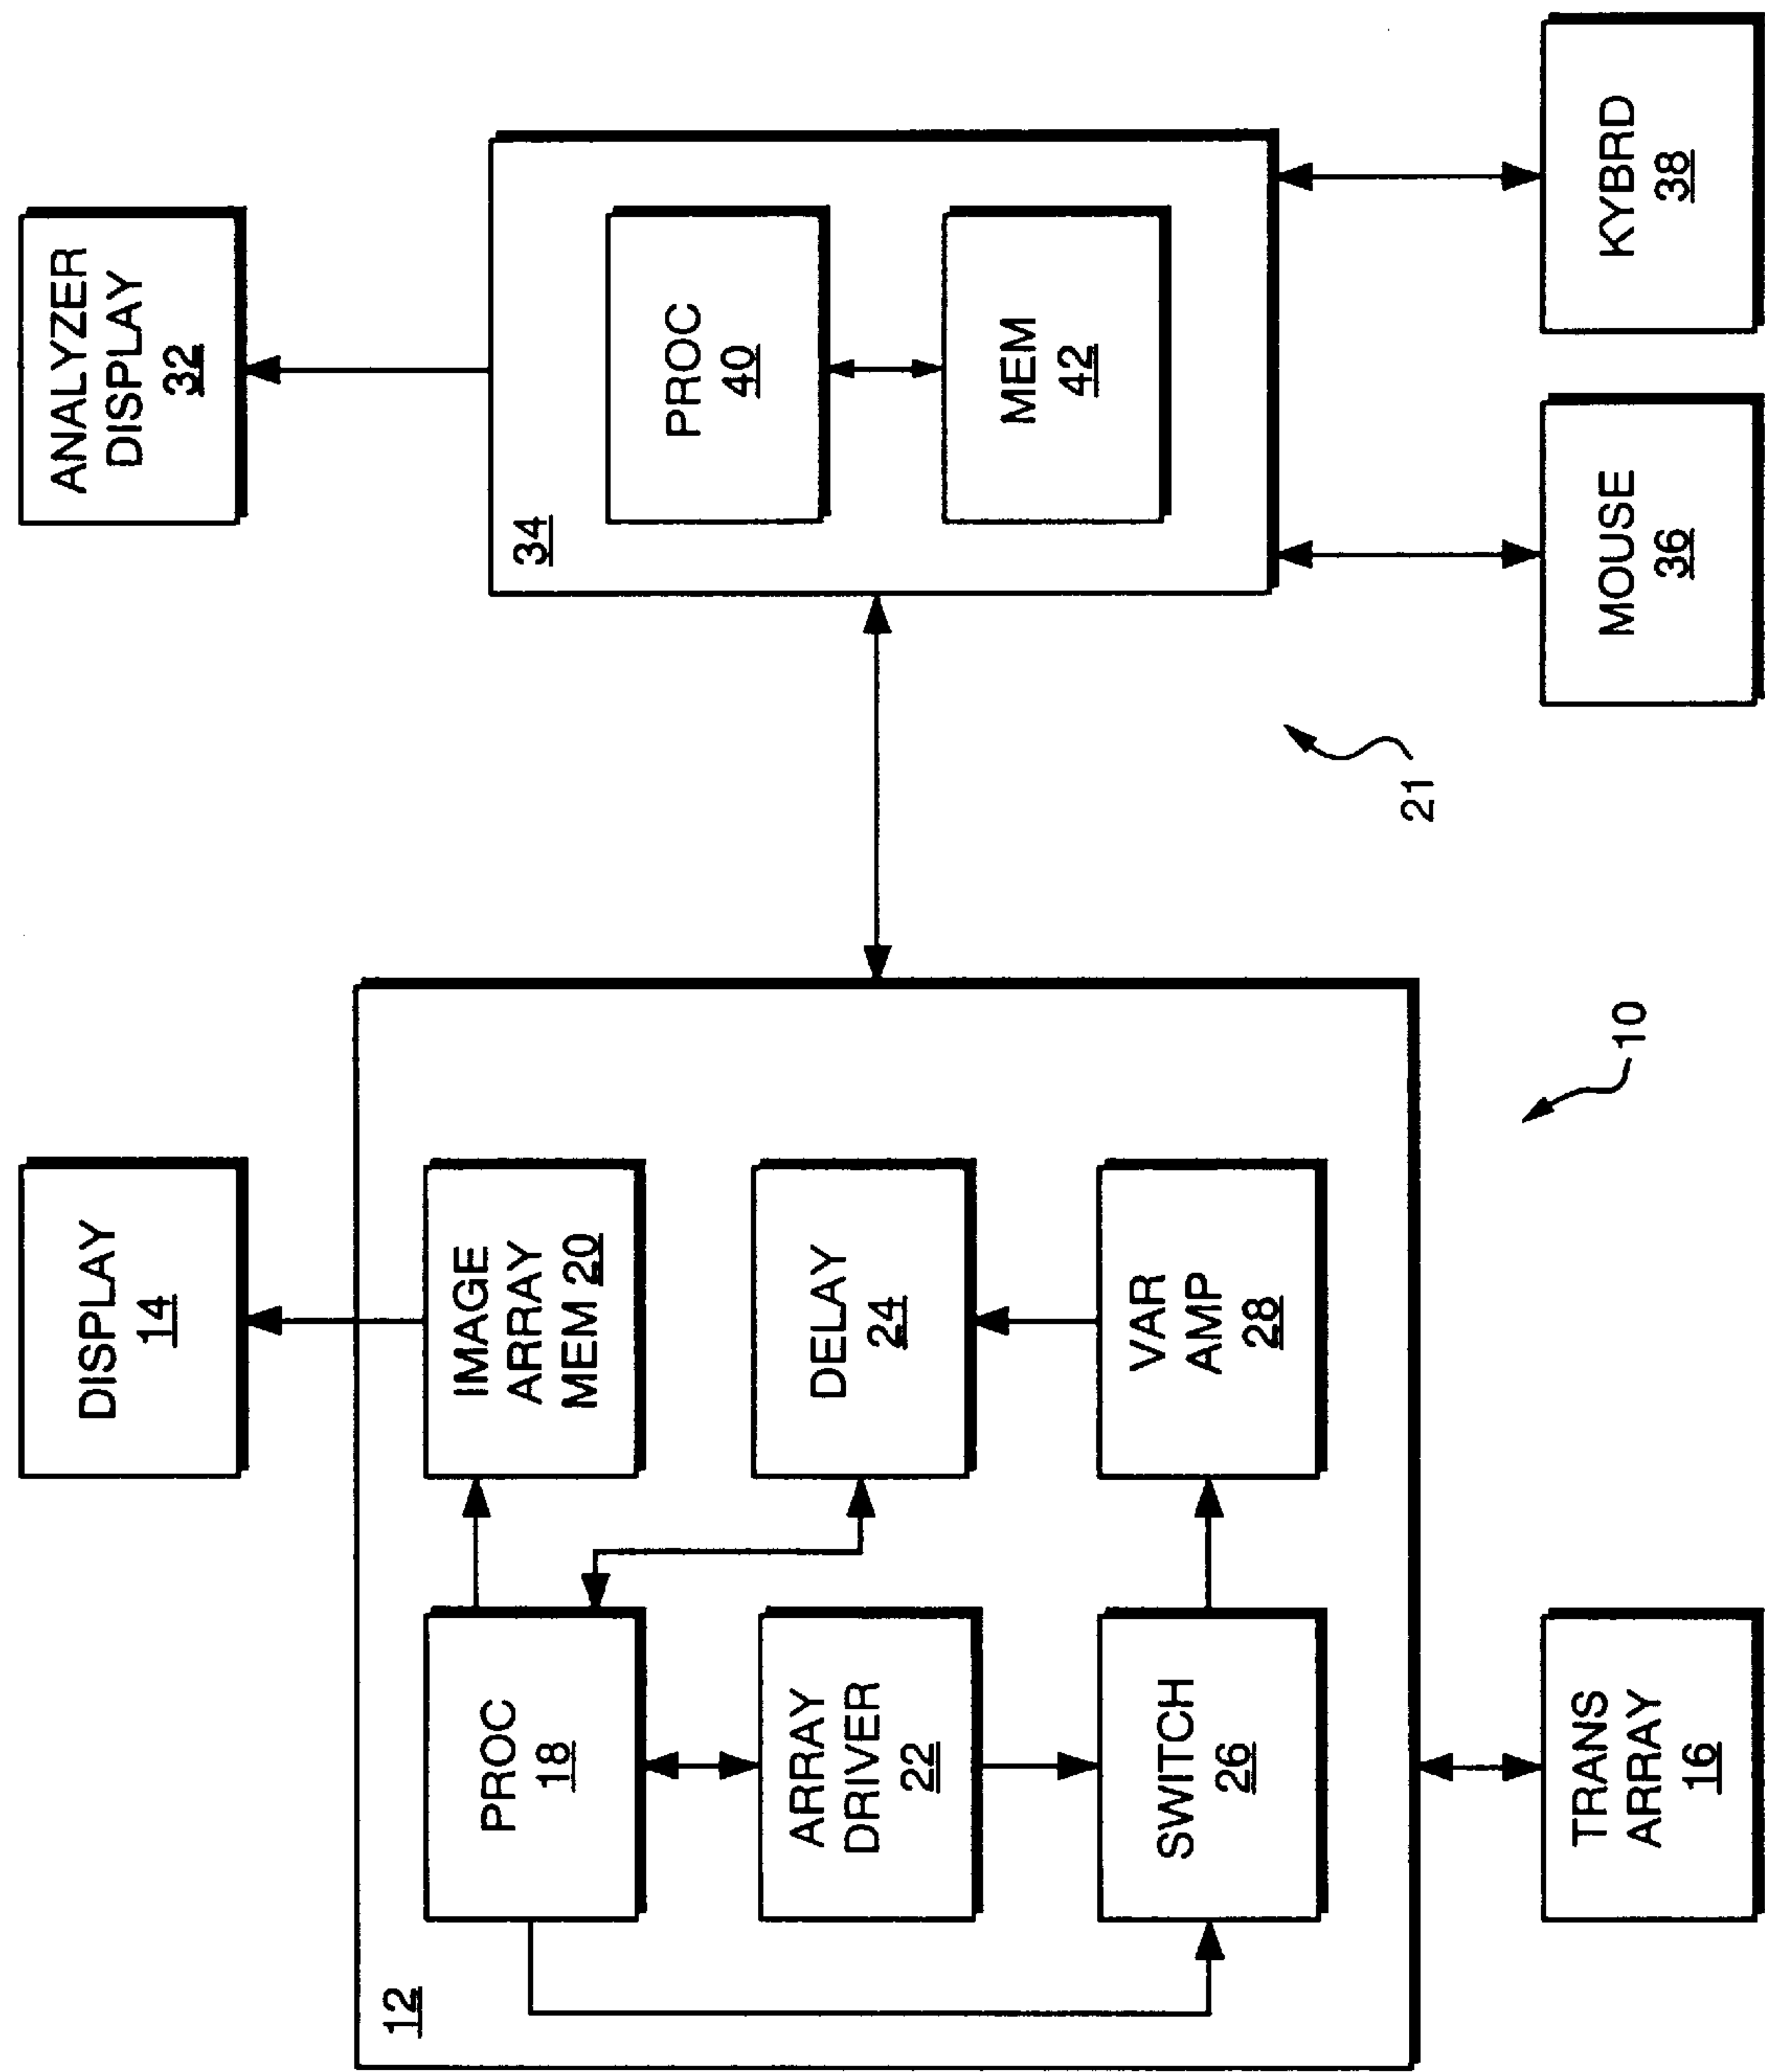 DISPLAY
14
ANALYZER
DISPLAY
32
12
PROC
18
IMAGE
ARRAY
MEM 20
ARRAY
DRIVER
22
DELAY
24
SWITCH
26
VAR
AMP
28
TRANS
ARRAY
16
10
34
PROC
40
MEM
42
21
MOUSE
36
KYBRD
38